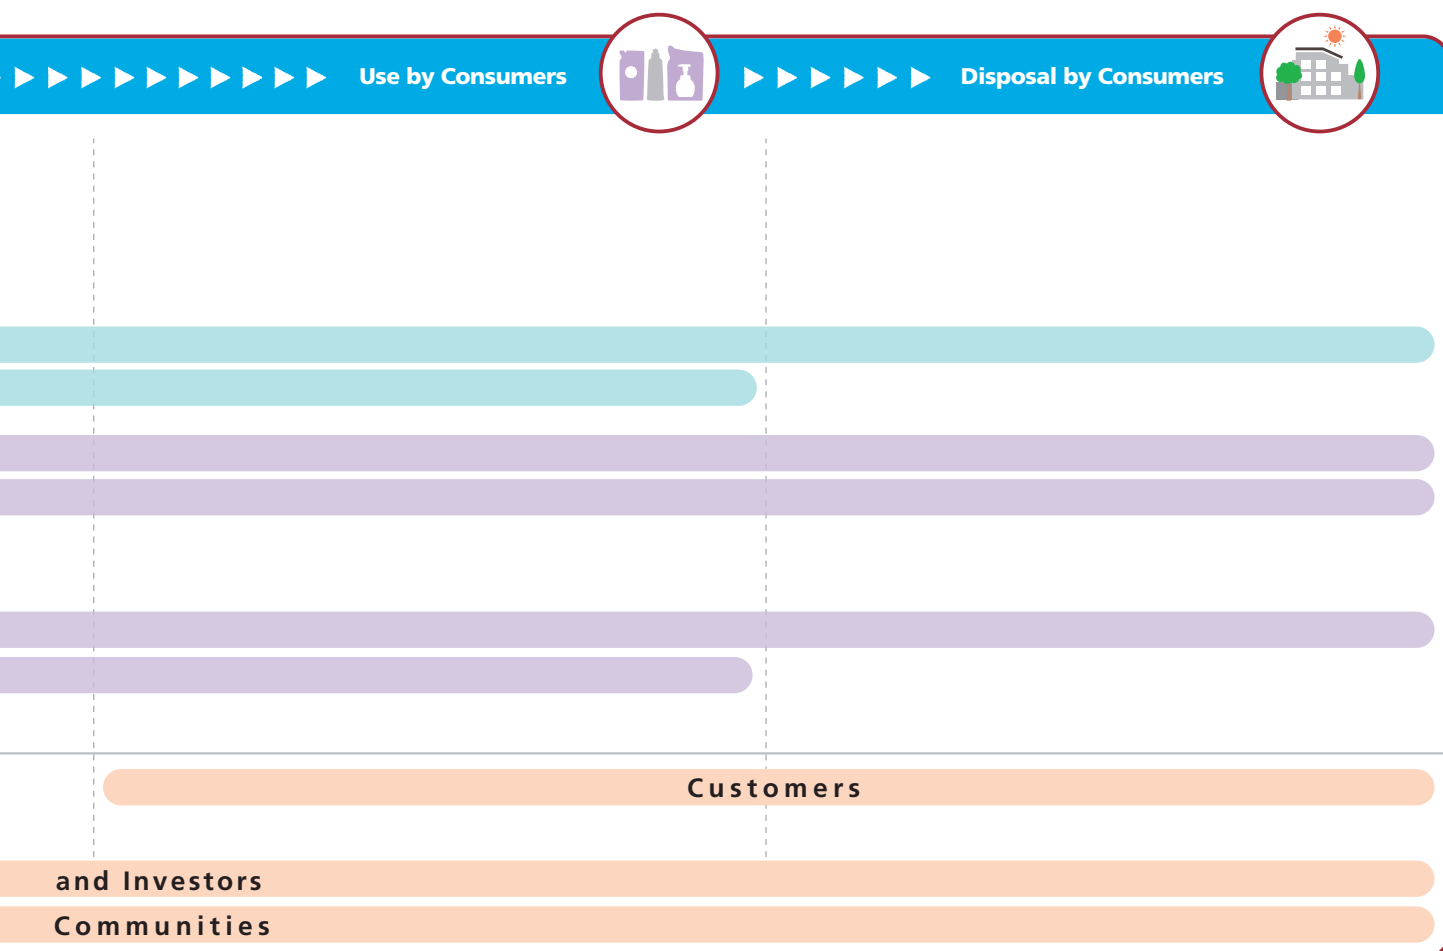 Use by Consumers
Disposal by Consumers
Customers
and Investors
Communities